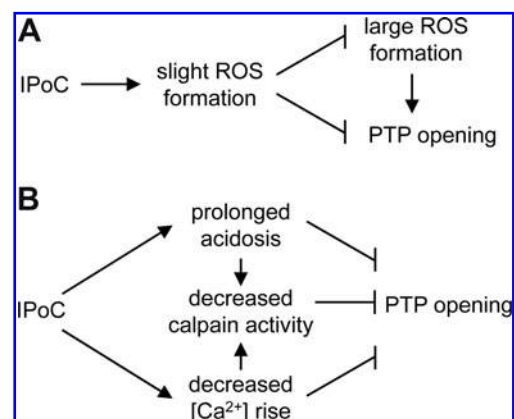 A
IPoC
slight ROS
formation
large ROS
formation
PTP opening
B
IPoC
prolonged
acidosis
decreased
calpain activity
decreased
[Ca²⁺] rise
PTP opening